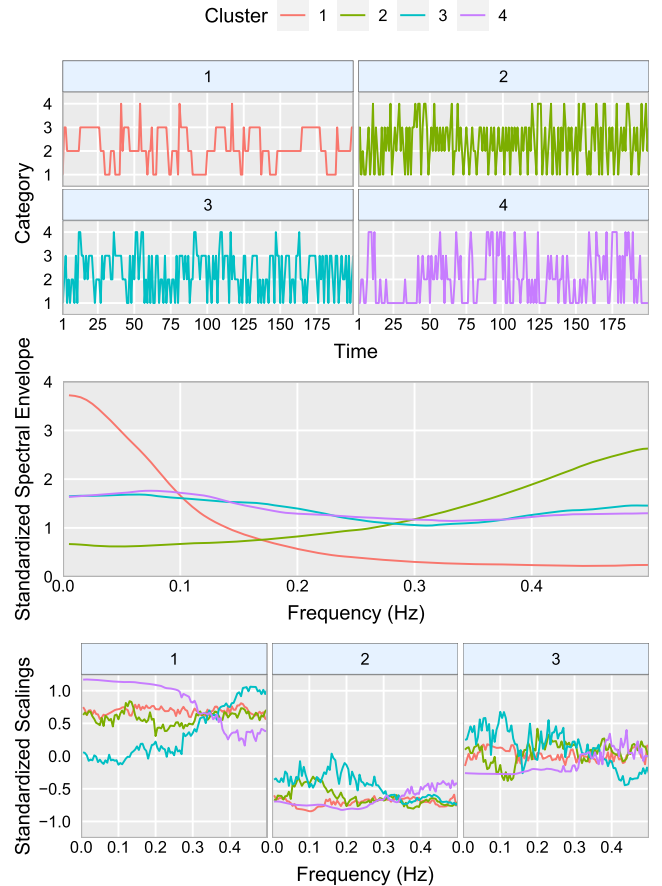 Cluster 1 2 3 4
1 2
4
3
2
1
3 4
4
3
2
1
Category
1 25 50 75 100 125 150 175 1 25 50 75 100 125 150 175
Time
4
3
2
1
0
Standardized Spectral Envelope
0.0 0.1 0.2 0.3 0.4
Frequency (Hz)
1 2 3
1.0
0.5
0.0
−0.5
−1.0
Standardized Scalings
0.0 0.1 0.2 0.3 0.4 0.0 0.1 0.2 0.3 0.4 0.0 0.1 0.2 0.3 0.4
Frequency (Hz)